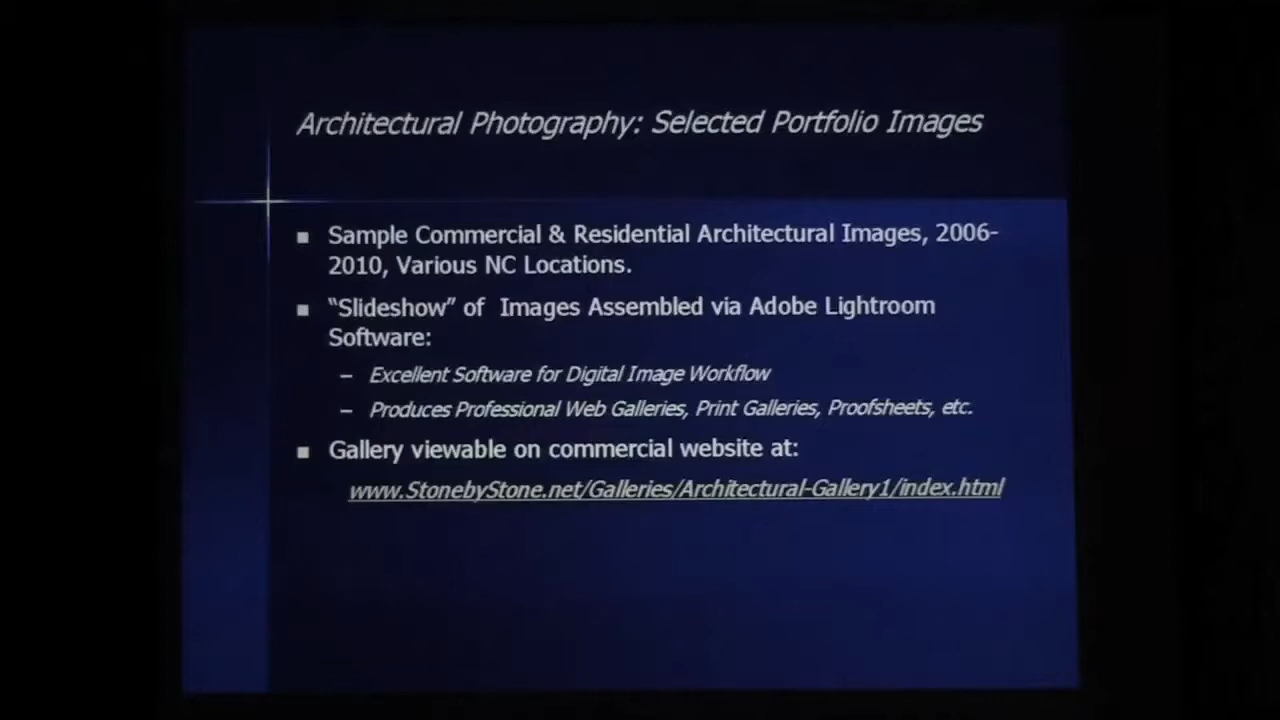 Architectural Photography: Selected Portfolio Images
■ Sample Commercial & Residential Architectural Images, 2006-
2010, Various NC Locations.
■ “Slideshow” of Images Assembled via Adobe Lightroom
Software:
– Excellent Software for Digital Image Workflow
– Produces Professional Web Galleries, Print Galleries, Proofsheets, etc.
■ Gallery viewable on commercial website at:
www.StonebyStone.net/Galleries/Architectural-Gallery1/index.html